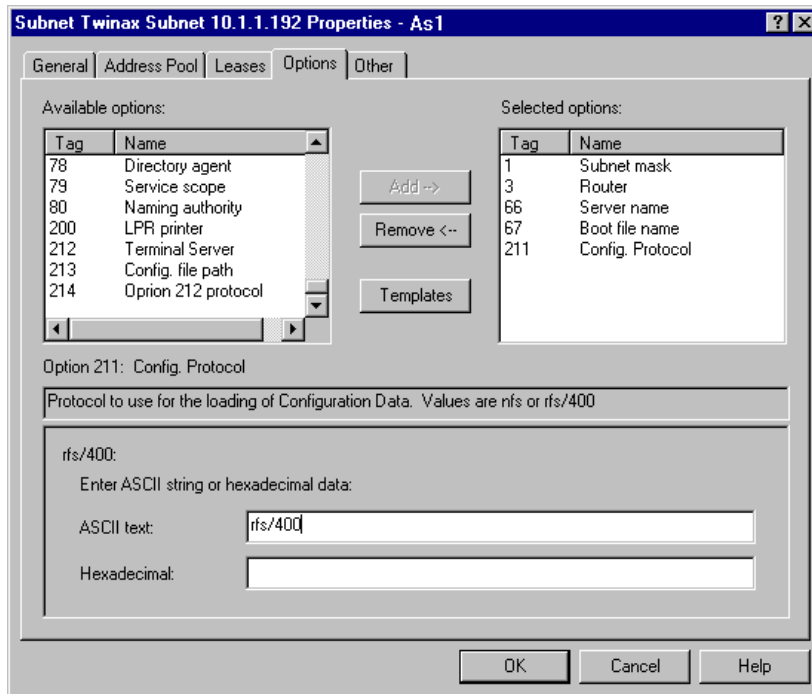 Subnet Twinax Subnet 10.1.1.192 Properties - As1
General Address Pool Leases Options Other
Available options: Selected options:
Tag Name Tag Name
78 Directory agent 1 Subnet mask
79 Service scope 3 Router
80 Naming authority Add --> 66 Server name
200 LPR printer 67 Boot file name
212 Terminal Server Remove <-- 211 Config. Protocol
213 Config. file path
214 Oprion 212 protocol Templates
Option 211: Config. Protocol
Protocol to use for the loading of Configuration Data. Values are nfs or rfs/400
rfs/400:
Enter ASCII string or hexadecimal data:
ASCII text: rfs/400
Hexadecimal:
OK Cancel Help